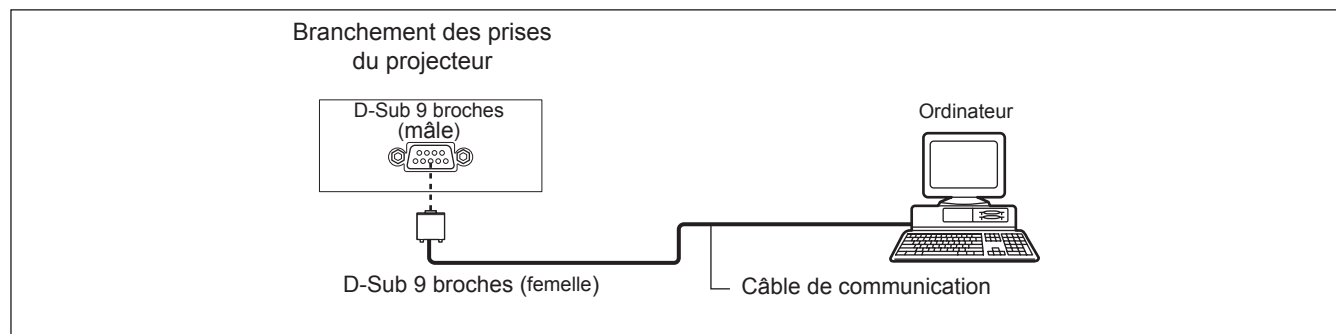 Branchement des prises
du projecteur
D-Sub 9 broches
(mâle)
Ordinateur
D-Sub 9 broches (femelle)
Câble de communication